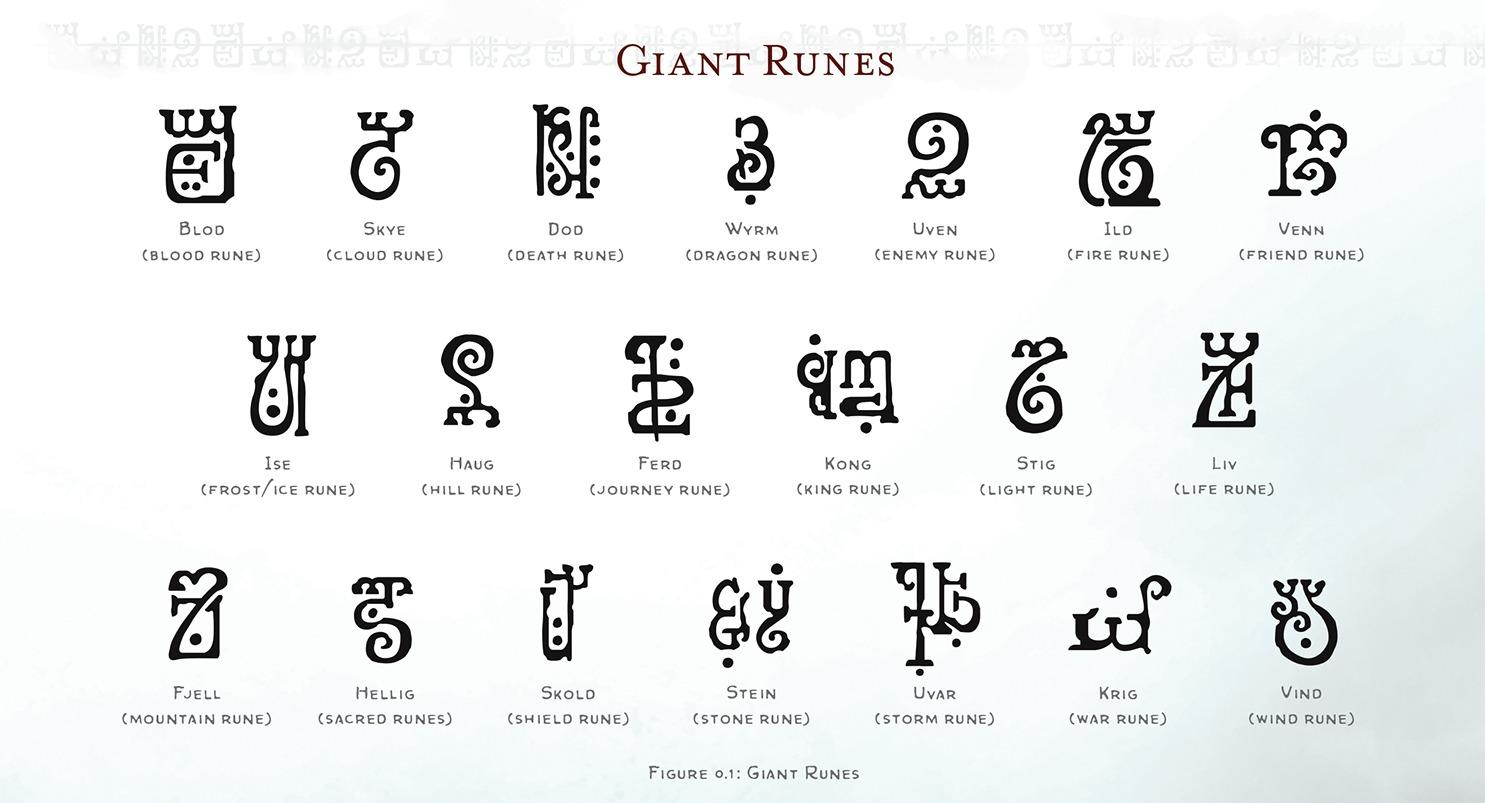 Giant Runes
Blod Skye Dod Wyrm Uven Ild Venn
(blood rune) (cloud rune) (death rune) (dragon rune) (enemy rune) (fire rune) (friend rune)
Ise Haug Ferd Kong Stig Liv
(frost/ice rune) (hill rune) (journey rune) (king rune) (light rune) (life rune)
Fjell Hellig Skold Stein Uvar Krig Vind
(mountain rune) (sacred runes) (shield rune) (stone rune) (storm rune) (war rune) (wind rune)
Figure 0.1: Giant Runes